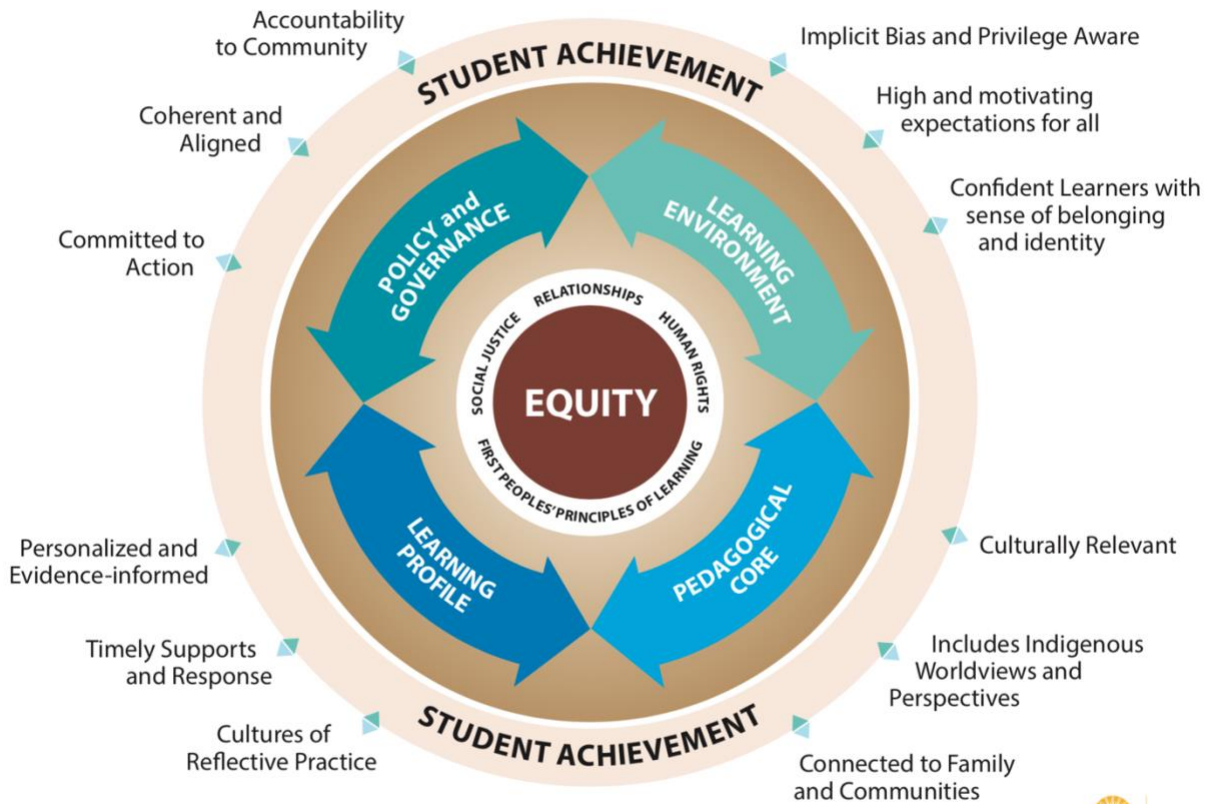 STUDENT ACHIEVEMENT
Accountability
to Community
Coherent and
Aligned
Committed to
Action
Implicit Bias and Privilege Aware
High and motivating
expectations for all
Confident Learners with
sense of belonging
and identity
POLICY and
GOVERNANCE
LEARNING
ENVIRONMENT
RELATIONSHIPS
SOCIAL JUSTICE
HUMAN RIGHTS
EQUITY
FIRST PEOPLES' PRINCIPLES OF LEARNING
LEARNING
PROFILE
PEDAGOGICAL
CORE
Personalized and
Evidence-informed
Timely Supports
and Response
Cultures of
Reflective Practice
Culturally Relevant
Includes Indigenous
Worldviews and
Perspectives
Connected to Family
and Communities
STUDENT ACHIEVEMENT